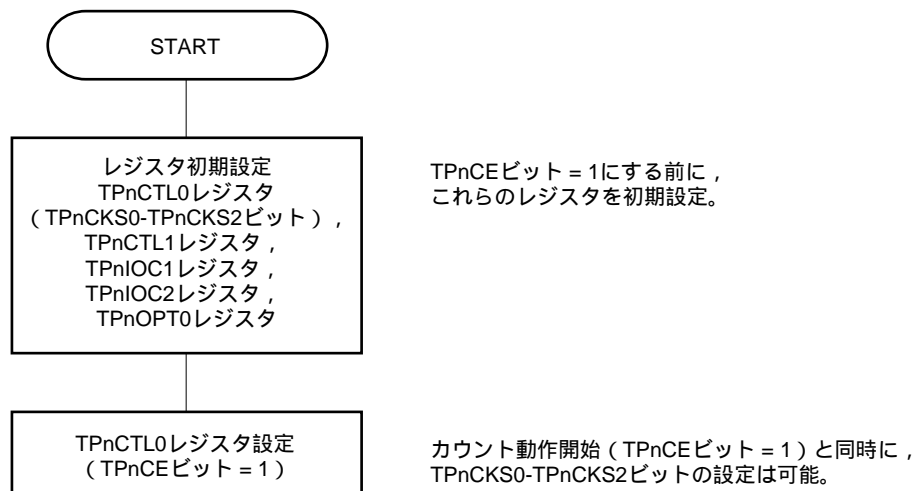 START
レジスタ初期設定
TPnCTL0レジスタ
（TPnCKS0-TPnCKS2ビット），
TPnCTL1レジスタ，
TPnIOC1レジスタ，
TPnIOC2レジスタ，
TPnOPT0レジスタ
TPnCEビット = 1にする前に，
これらのレジスタを初期設定。
TPnCTL0レジスタ設定
（TPnCEビット = 1）
カウント動作開始（TPnCEビット = 1）と同時に，
TPnCKS0-TPnCKS2ビットの設定は可能。